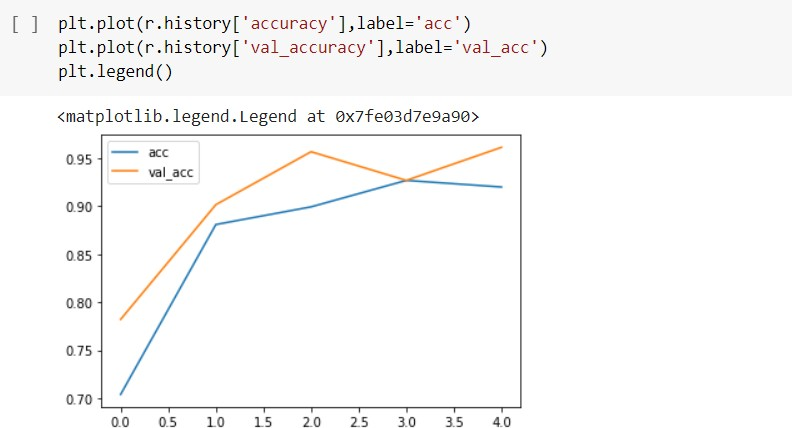 [ ] plt.plot(r.history['accuracy'],label='acc')
plt.plot(r.history['val_accuracy'],label='val_acc')
plt.legend()
<matplotlib.legend.Legend at 0x7fe03d7e9a90>
acc
val_acc
0.95
0.90
0.85
0.80
0.75
0.70
0.0 0.5 1.0 1.5 2.0 2.5 3.0 3.5 4.0